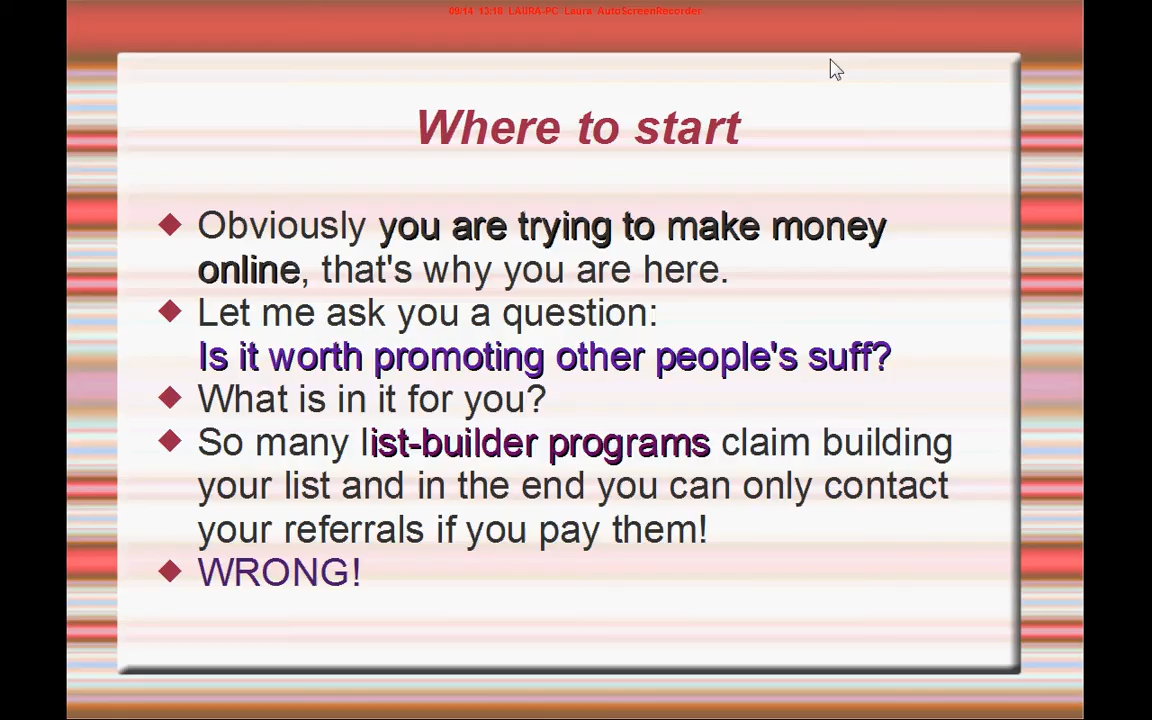 09/14 13:18 LAURA-PC Laura AutoScreenRecorder
Where to start
Obviously you are trying to make money
online, that's why you are here.
Let me ask you a question:
Is it worth promoting other people's suff?
What is in it for you?
So many list-builder programs claim building
your list and in the end you can only contact
your referrals if you pay them!
WRONG!